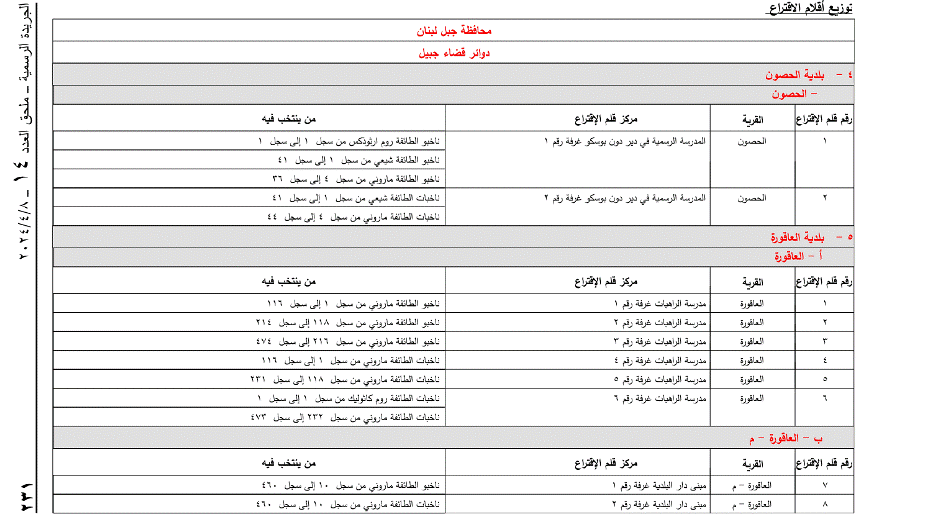 توزيع أقلام الاقتراع
محافظة جبل لبنان
دوائر قضاء جبيل
٤ - بلدية الحصون
- الحصون
رقم قلم الإقتراع القرية مركز قلم الإقتراع من ينتخب فيه
١ الحصون المدرسة الرسمية في دير دون بوسكو غرفة رقم ١ ناخبو الطائفة روم ارثوذكس من سجل ١ إلى سجل ١
ناخبو الطائفة شيعي من سجل ١ إلى سجل ٤١
ناخبو الطائفة ماروني من سجل ٤ إلى سجل ٣٦
٢ الحصون المدرسة الرسمية في دير دون بوسكو غرفة رقم ٢ ناخبات الطائفة شيعي من سجل ١ إلى سجل ٤١
ناخبات الطائفة ماروني من سجل ٤ إلى سجل ٤٤
٥ - بلدية العاقورة
أ - العاقورة
رقم قلم الإقتراع القرية مركز قلم الإقتراع من ينتخب فيه
١ العاقورة مدرسة الراهبات غرفة رقم ١ ناخبو الطائفة ماروني من سجل ١ إلى سجل ١١٦
٢ العاقورة مدرسة الراهبات غرفة رقم ٢ ناخبو الطائفة ماروني من سجل ١١٨ إلى سجل ٢١٤
٣ العاقورة مدرسة الراهبات غرفة رقم ٣ ناخبو الطائفة ماروني من سجل ٢١٦ إلى سجل ٤٧٤
٤ العاقورة مدرسة الراهبات غرفة رقم ٤ ناخبات الطائفة ماروني من سجل ١ إلى سجل ١١٦
٥ العاقورة مدرسة الراهبات غرفة رقم ٥ ناخبات الطائفة ماروني من سجل ١١٨ إلى سجل ٢٣١
٦ العاقورة مدرسة الراهبات غرفة رقم ٦ ناخبات الطائفة روم كاثوليك من سجل ١ إلى سجل ١
ناخبات الطائفة ماروني من سجل ٢٣٢ إلى سجل ٤٧٣
ب - العاقورة - م
رقم قلم الإقتراع القرية مركز قلم الإقتراع من ينتخب فيه
٧ العاقورة - م مبنى دار البلدية غرفة رقم ١ ناخبو الطائفة ماروني من سجل ١٠ إلى سجل ٤٦٠
٨ العاقورة - م مبنى دار البلدية غرفة رقم ٢ ناخبات الطائفة ماروني من سجل ١٠ إلى سجل ٤٦٠
الجريدة الرسمية - ملحق العدد ١٤ - ٢٠٢٤/٤/٨
٢٣١